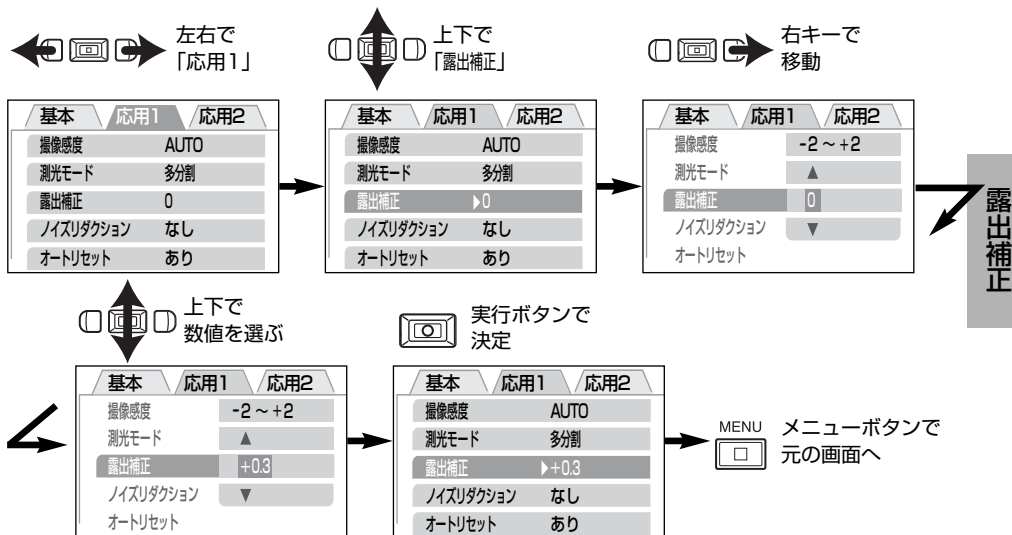 左右で
「応用1」
基本 応用1 応用2
撮像感度 AUTO
測光モード 多分割
露出補正 0
ノイズリダクション なし
オートリセット あり
上下で
「露出補正」
基本 応用1 応用2
撮像感度 AUTO
測光モード 多分割
露出補正 ▶0
ノイズリダクション なし
オートリセット あり
右キーで
移動
基本 応用1 応用2
撮像感度 -2～+2
測光モード ▲
露出補正 0
ノイズリダクション ▼
オートリセット
露出補正
上下で
数値を選ぶ
基本 応用1 応用2
撮像感度 -2～+2
測光モード ▲
露出補正 +0.3
ノイズリダクション ▼
オートリセット
実行ボタンで
決定
基本 応用1 応用2
撮像感度 AUTO
測光モード 多分割
露出補正 ▶+0.3
ノイズリダクション なし
オートリセット あり
MENU
メニューボタンで
元の画面へ